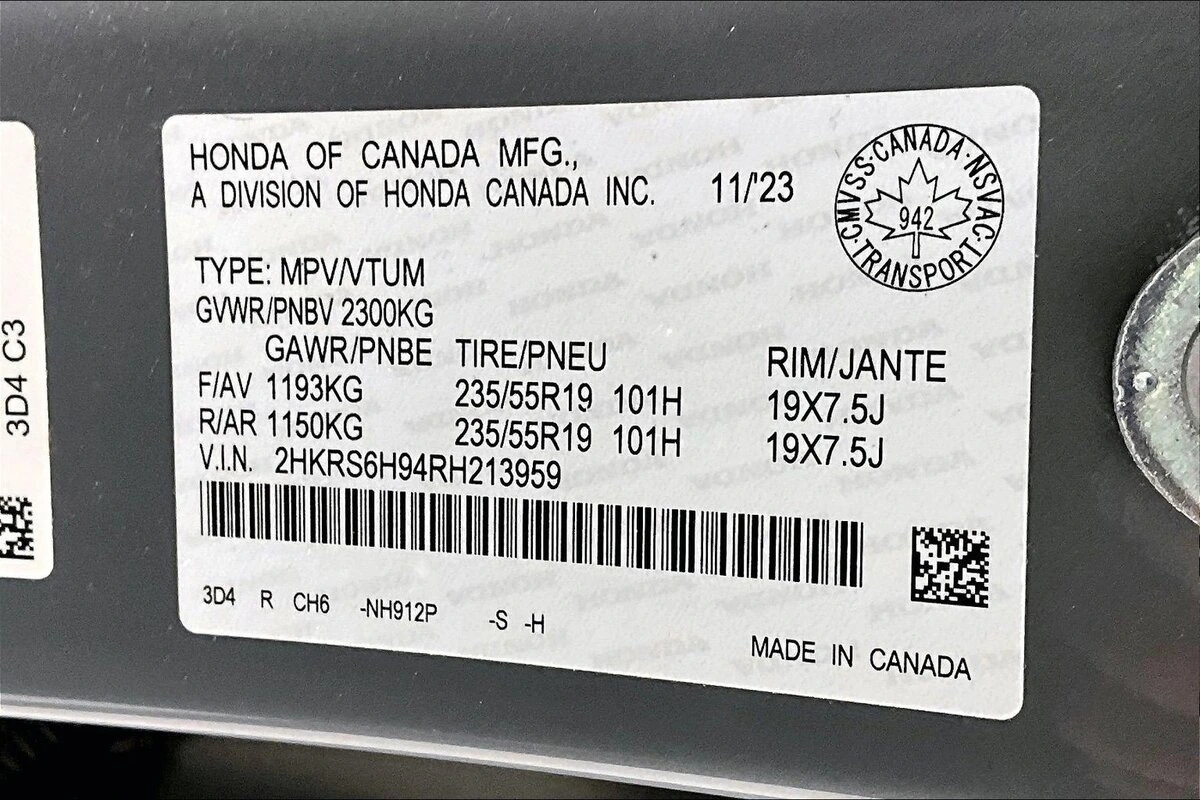 HONDA OF CANADA MFG.,
A DIVISION OF HONDA CANADA INC. 11/'23
CMVSS·CANADA·NSVAC·TRANSPORT·
942
TYPE: MPV/VTUM
GVWR/PNBV 2300KG
GAWR/PNBE TIRE/PNEU RIM/JANTE
F/AV 1193KG 235/55R19 101H 19X7.5J
R/AR 1150KG 235/55R19 101H 19X7.5J
V.I.N. 2HKRS6H94RH213959
3D4 R CH6 -NH912P -S -H
MADE IN CANADA
3D4 C3